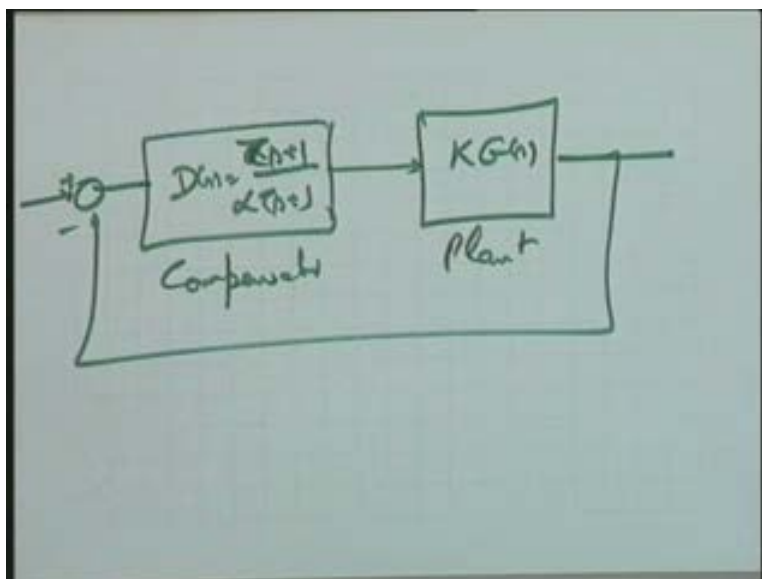 +
-
D(s) = τs+1
ατs+1
KG(s)
Compensator
Plant